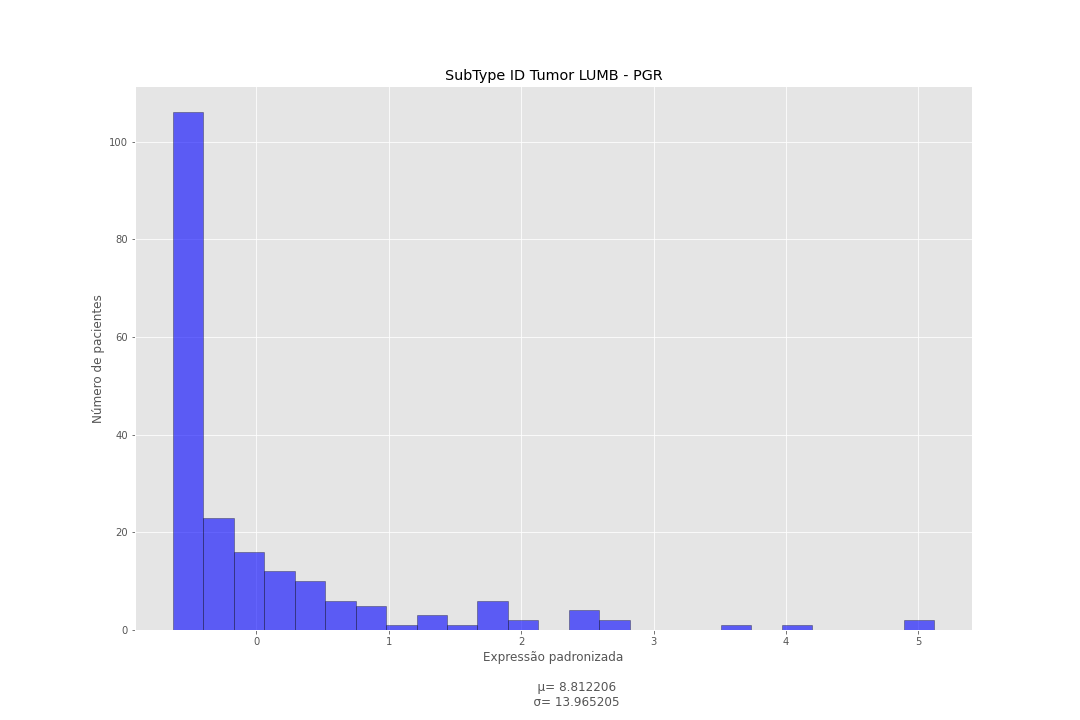 SubType ID Tumor LUMB - PGR
Número de pacientes
100
80
60
40
20
0
0 1 2 3 4 5
Expressão padronizada
μ= 8.812206
σ= 13.965205